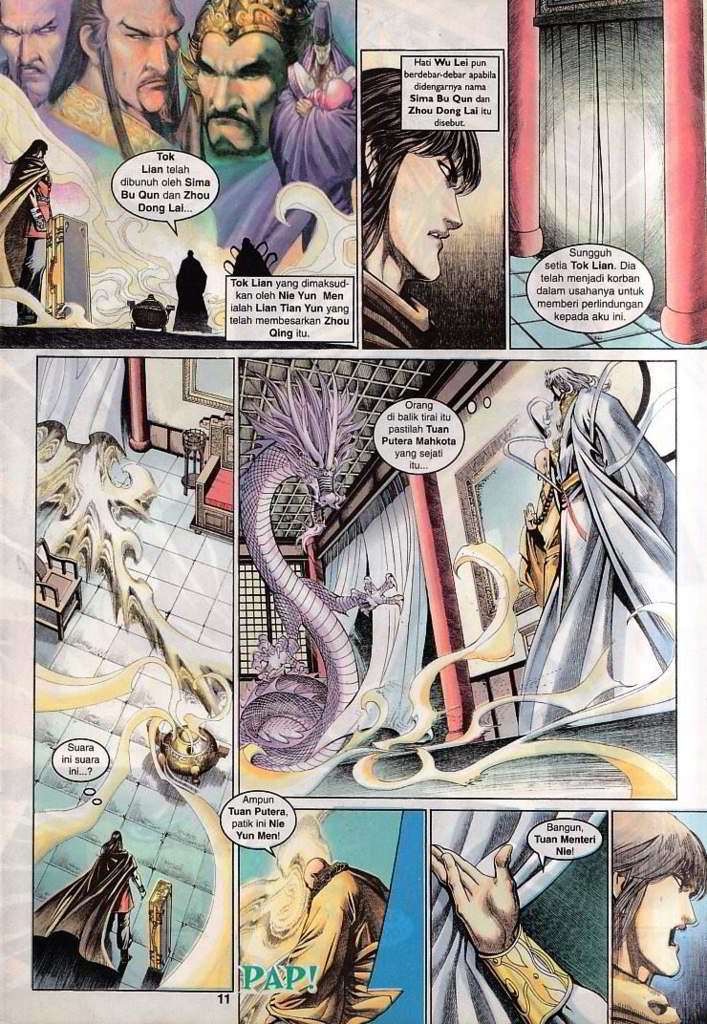 Tok
Lian telah
dibunuh oleh Sima
Bu Qun dan Zhou
Dong Lai...
Tok Lian yang dimaksud-
kan oleh Nie Yun Men
ialah Lian Tian Yun yang
telah membesarkan Zhou
Qing itu.
Hati Wu Lei pun
berdebar-debar apabila
didengarnya nama
Sima Bu Qun dan
Zhou Dong Lai itu
disebut.
Sungguh
setia Tok Lian. Dia
telah menjadi korban
dalam usahanya untuk
memberi perlindungan
kepada aku ini.
Suara
ini suara
ini...?
Orang
di balik tirai itu
pastilah Tuan
Putera Mahkota
yang sejati
itu...
Ampun
Tuan Putera,
patik ini Nie
Yun Men!
PAP!
Bangun,
Tuan Menteri
Nie!
11